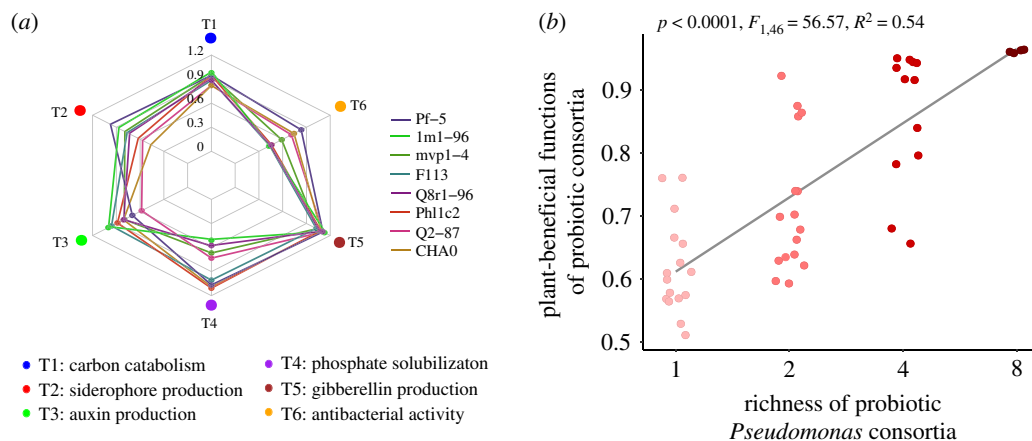 (a)
T1
1.2
0.9
0.6
0.3
0
T2
T6
T3
T5
T4
Pf−5
1m1−96
mvp1−4
F113
Q8r1−96
Phl1c2
Q2−87
CHA0
T1: carbon catabolism
T2: siderophore production
T3: auxin production
T4: phosphate solubilizaton
T5: gibberellin production
T6: antibacterial activity
(b)
p < 0.0001, F1,46 = 56.57, R2 = 0.54
plant-beneficial functions
of probiotic consortia
0.9
0.8
0.7
0.6
0.5
1 2 4 8
richness of probiotic
Pseudomonas consortia